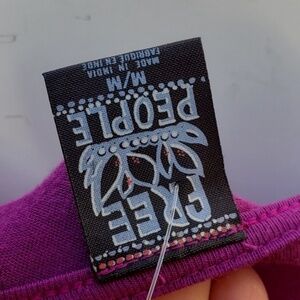 FREE
PEOPLE
M/M
MADE IN INDIA
FABRIQUÉ EN INDE